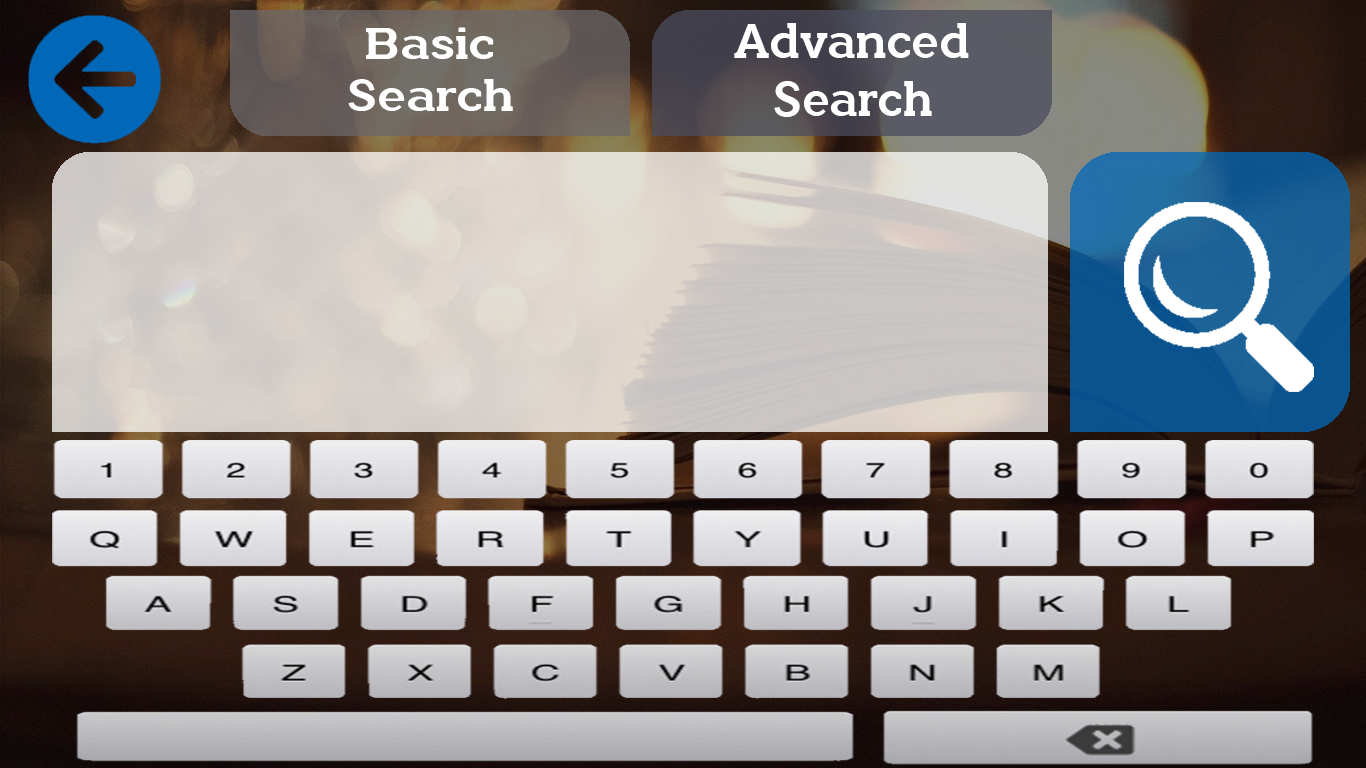 Basic
Search
Advanced
Search
1 2 3 4 5 6 7 8 9 0
Q W E R T Y U I O P
A S D F G H J K L
Z X C V B N M